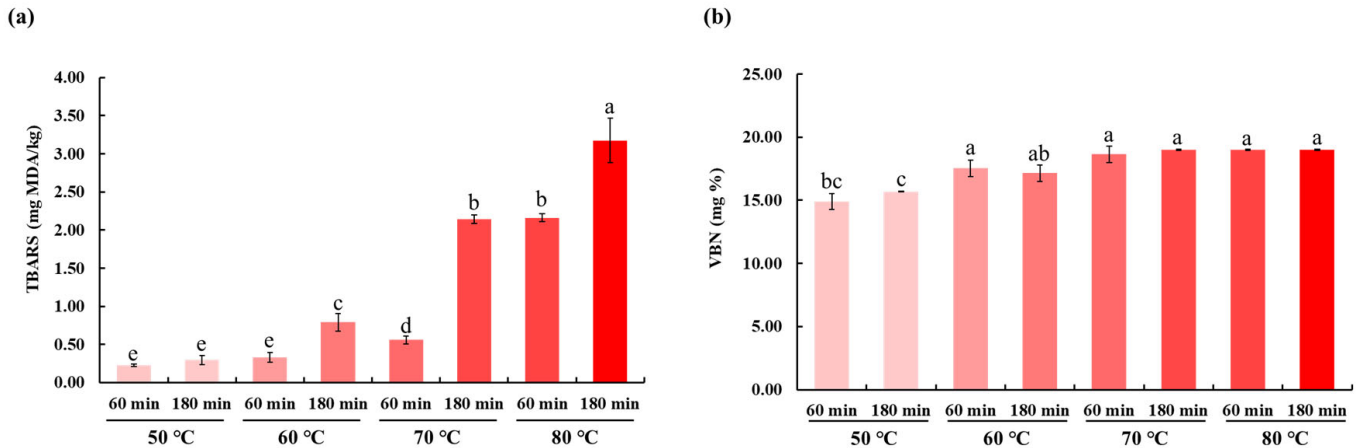 (a)
TBARS (mg MDA/kg)
4.00
3.50
3.00
2.50
2.00
1.50
1.00
0.50
0.00
e
e
e
c
d
b
b
a
60 min 180 min 60 min 180 min 60 min 180 min 60 min 180 min
50 °C 60 °C 70 °C 80 °C
(b)
VBN (mg %)
25.00
20.00
15.00
10.00
5.00
0.00
bc
c
a
ab
a
a
a
a
60 min 180 min 60 min 180 min 60 min 180 min 60 min 180 min
50 °C 60 °C 70 °C 80 °C